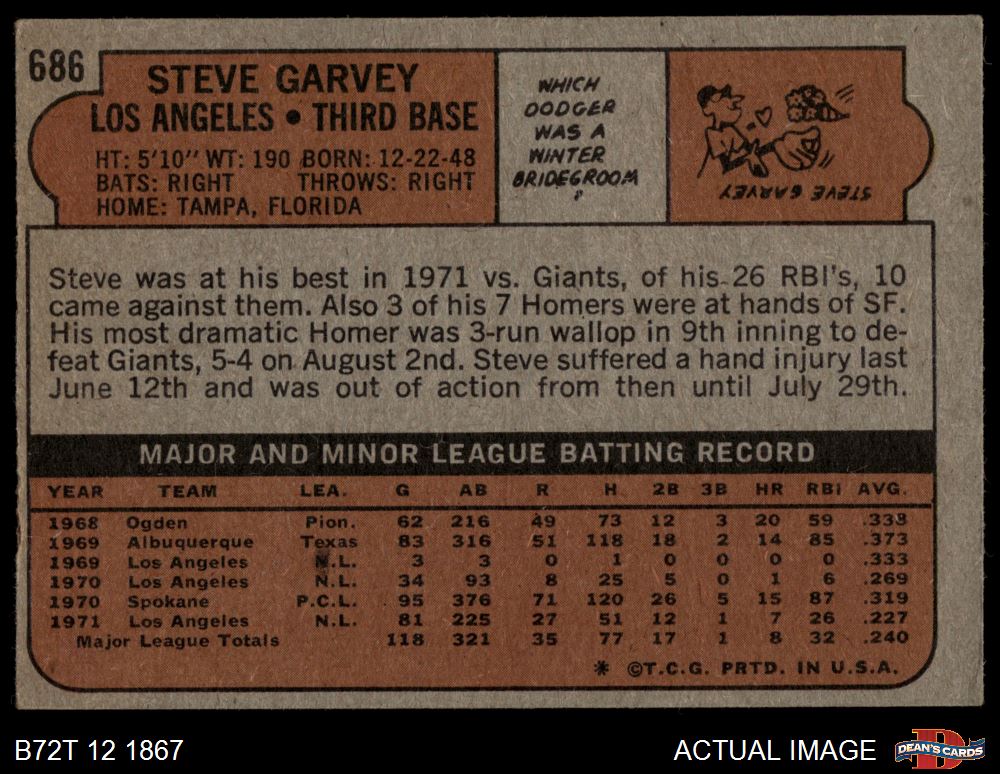 686
STEVE GARVEY
LOS ANGELES • THIRD BASE
HT: 5'10" WT: 190 BORN: 12-22-48
BATS: RIGHT THROWS: RIGHT
HOME: TAMPA, FLORIDA
WHICH
DODGER
WAS A
WINTER
BRIDEGROOM
?
STEVE GARVEY
Steve was at his best in 1971 vs. Giants, of his 26 RBI's, 10
came against them. Also 3 of his 7 Homers were at hands of SF.
His most dramatic Homer was 3-run wallop in 9th inning to de-
feat Giants, 5-4 on August 2nd. Steve suffered a hand injury last
June 12th and was out of action from then until July 29th.
MAJOR AND MINOR LEAGUE BATTING RECORD
YEAR TEAM LEA. G AB R H 2B 3B HR RBI AVG.
1968 Ogden Pion. 62 216 49 73 12 3 20 59 .338
1969 Albuquerque Texas 83 316 51 118 18 2 14 85 .373
1969 Los Angeles N.L. 3 3 0 1 0 0 0 0 .333
1970 Los Angeles N.L. 34 93 8 25 5 0 1 6 .269
1970 Spokane P.C.L. 95 376 71 120 26 5 15 87 .319
1971 Los Angeles N.L. 81 225 27 51 12 1 7 26 .227
Major League Totals 118 321 35 77 17 1 8 32 .240
* ©T.C.G. PRTD. IN U.S.A.
B72T 12 1867
ACTUAL IMAGE
DEAN'S CARDS